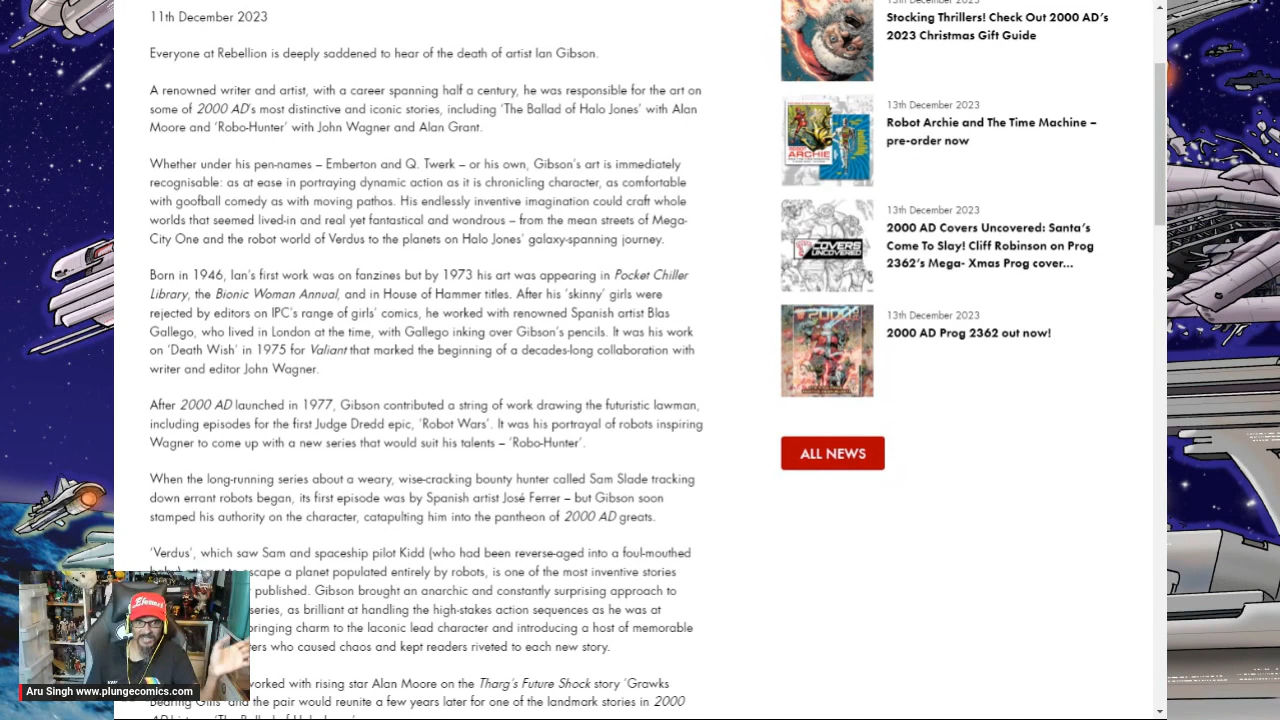 11th December 2023
Everyone at Rebellion is deeply saddened to hear of the death of artist Ian Gibson.
A renowned writer and artist, with a career spanning half a century, he was responsible for the art on
some of 2000 AD's most distinctive and iconic stories, including 'The Ballad of Halo Jones' with Alan
Moore and 'Robo-Hunter' with John Wagner and Alan Grant.
Whether under his pen-names – Emberton and Q. Twerk – or his own, Gibson's art is immediately
recognisable: as at ease in portraying dynamic action as it is chronicling character, as comfortable
with goofball comedy as with moving pathos. His endlessly inventive imagination could craft whole
worlds that seemed lived-in and real yet fantastical and wondrous – from the mean streets of Mega-
City One and the robot world of Verdus to the planets on Halo Jones' galaxy-spanning journey.
Born in 1946, Ian's first work was on fanzines but by 1973 his art was appearing in Pocket Chiller
Library, the Bionic Woman Annual, and in House of Hammer titles. After his 'skinny' girls were
rejected by editors on IPC's range of girls' comics, he worked with renowned Spanish artist Blas
Gallego, who lived in London at the time, with Gallego inking over Gibson's pencils. It was his work
on 'Death Wish' in 1975 for Valiant that marked the beginning of a decades-long collaboration with
writer and editor John Wagner.
After 2000 AD launched in 1977, Gibson contributed a string of work drawing the futuristic lawman,
including episodes for the first Judge Dredd epic, 'Robot Wars'. It was his portrayal of robots inspiring
Wagner to come up with a new series that would suit his talents – 'Robo-Hunter'.
When the long-running series about a weary, wise-cracking bounty hunter called Sam Slade tracking
down errant robots began, its first episode was by Spanish artist José Ferrer – but Gibson soon
stamped his authority on the character, catapulting him into the pantheon of 2000 AD greats.
'Verdus', which saw Sam and spaceship pilot Kidd (who had been reverse-aged into a foul-mouthed
escape a planet populated entirely by robots, is one of the most inventive stories
published. Gibson brought an anarchic and constantly surprising approach to
series, as brilliant at handling the high-stakes action sequences as he was at
bringing charm to the laconic lead character and introducing a host of memorable
who caused chaos and kept readers riveted to each new story.
worked with rising star Alan Moore on the Tharg's Future Shock story 'Grawks
Bearing Gifts' and the pair would reunite a few years later for one of the landmark stories in 2000
13th December 2023
Stocking Thrillers! Check Out 2000 AD's
2023 Christmas Gift Guide
13th December 2023
Robot Archie and The Time Machine –
pre-order now
13th December 2023
2000 AD Covers Uncovered: Santa's
Come To Slay! Cliff Robinson on Prog
2362's Mega- Xmas Prog cover...
13th December 2023
2000 AD Prog 2362 out now!
ALL NEWS
ARCHIE
COVERS
UNCOVERED
Aru Singh www.plungecomics.com